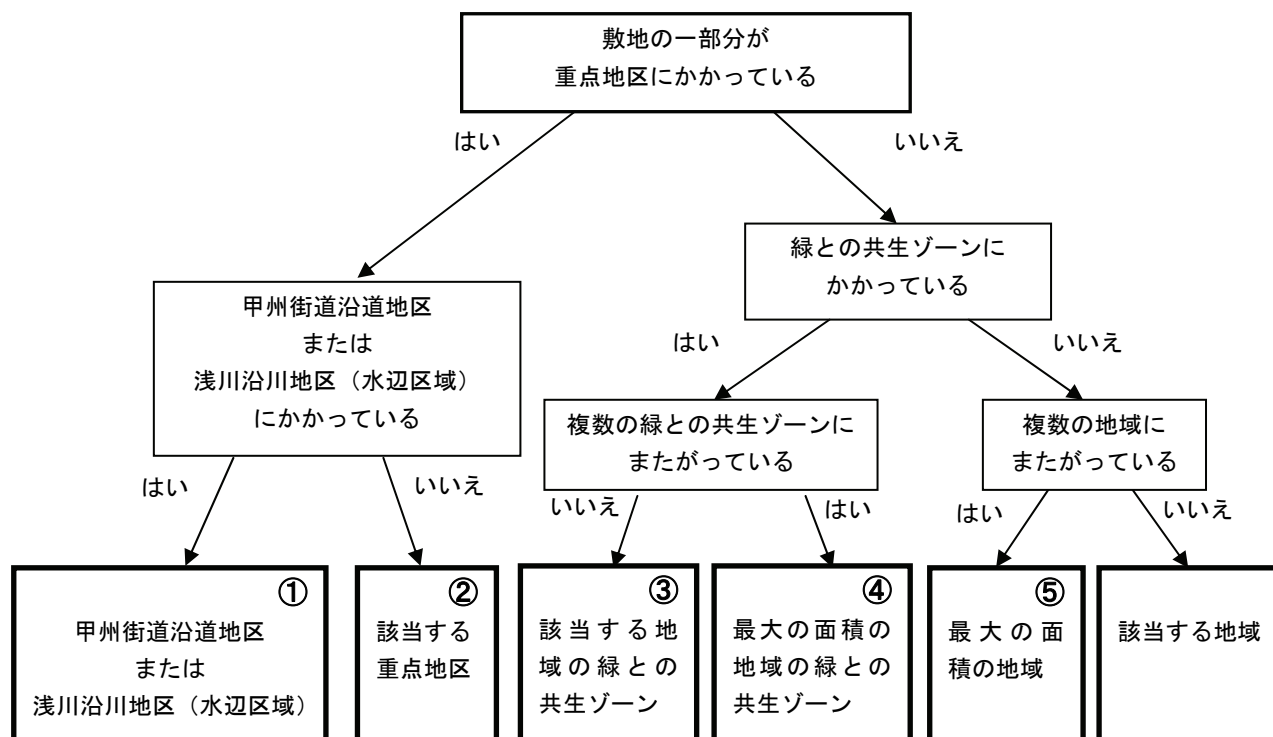 敷地の一部分が
重点地区にかかっている
はい
いいえ
緑との共生ゾーンに
かかっている
甲州街道沿道地区
または
浅川沿川地区（水辺区域）
にかかっている
はい
いいえ
複数の緑との共生ゾーンに
またがっている
複数の地域に
またがっている
はい
いいえ
いいえ
はい
はい
いいえ
①
甲州街道沿道地区
または
浅川沿川地区（水辺区域）
②
該当する
重点地区
③
該当する地
域の緑との
共生ゾーン
④
最大の面積の
地域の緑との
共生ゾーン
⑤
最大の面
積の地域
該当する地域